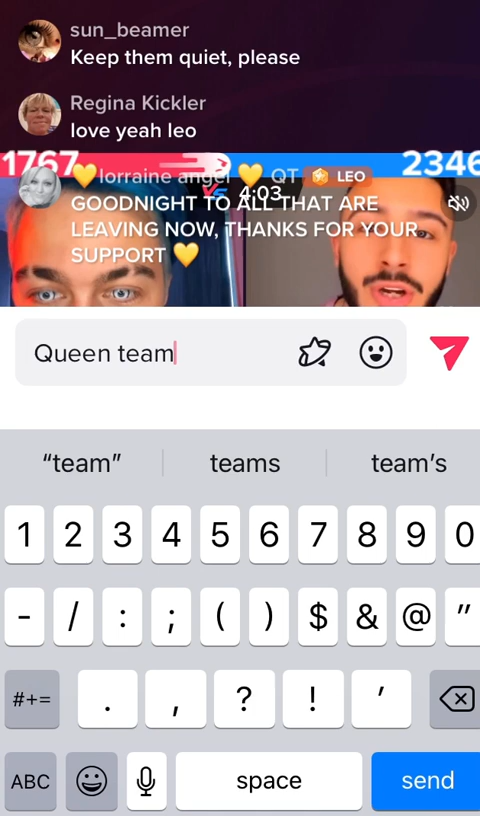 sun_beamer
Keep them quiet, please
Regina Kickler
love yeah leo
1767 2346
💛lorraine angel 💛 QT LEO
4:03
GOODNIGHT TO ALL THAT ARE
LEAVING NOW, THANKS FOR YOUR
SUPPORT 💛
Queen team
“team” teams team’s
1 2 3 4 5 6 7 8 9 0
- / : ; ( ) $ & @ ”
#+= . , ? ! ’
ABC space send